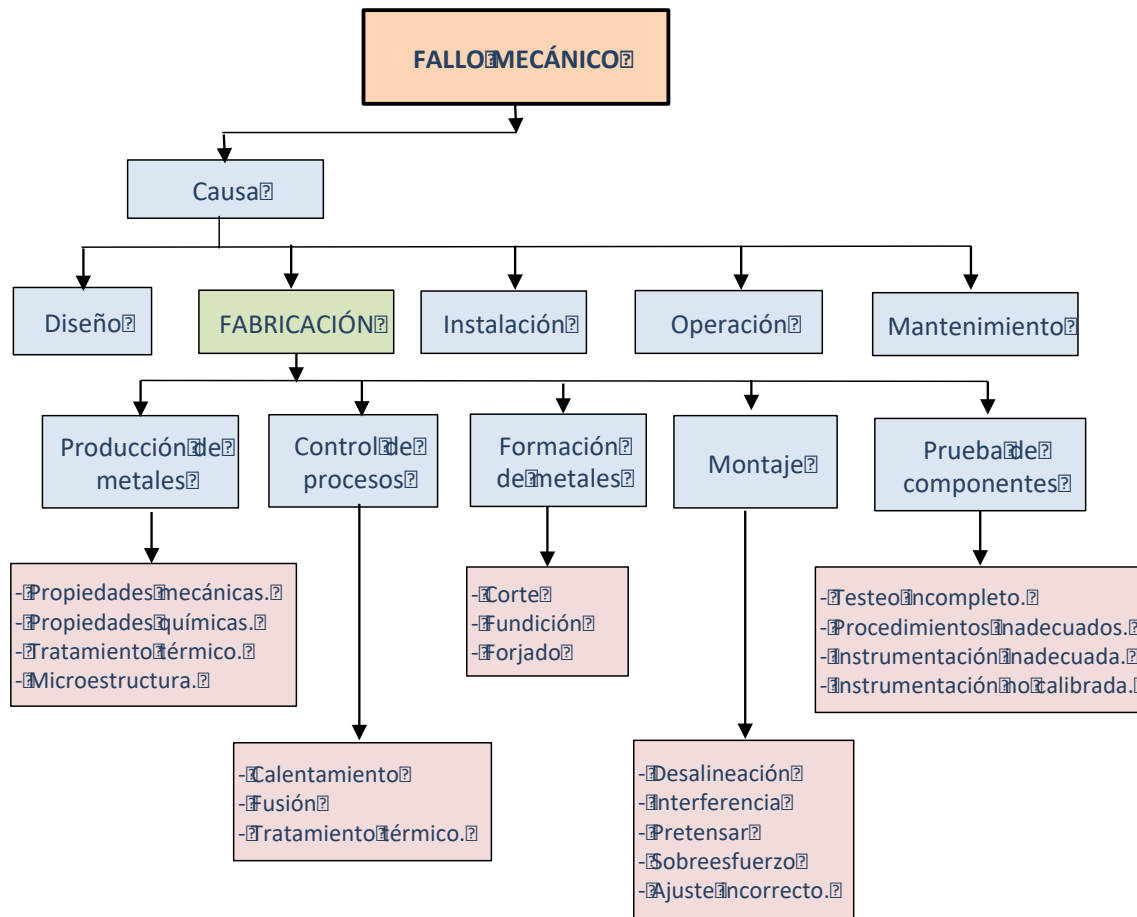 FALLO MECÁNICO
Causa
Diseño
FABRICACIÓN
Instalación
Operación
Mantenimiento
Producción de
metales
Control de
procesos
Formación
de metales
Montaje
Prueba de
componentes
- Propiedades mecánicas.
- Propiedades químicas.
- Tratamiento térmico.
- Microestructura.
- Corte
- Fundición
- Forjado
- Testeo incompleto.
- Procedimientos inadecuados.
- Instrumentación inadecuada.
- Instrumentación no calibrada.
- Calentamiento
- Fusión
- Tratamiento térmico.
- Desalineación
- Interferencia
- Pretensar
- Sobreesfuerzo
- Ajuste incorrecto.